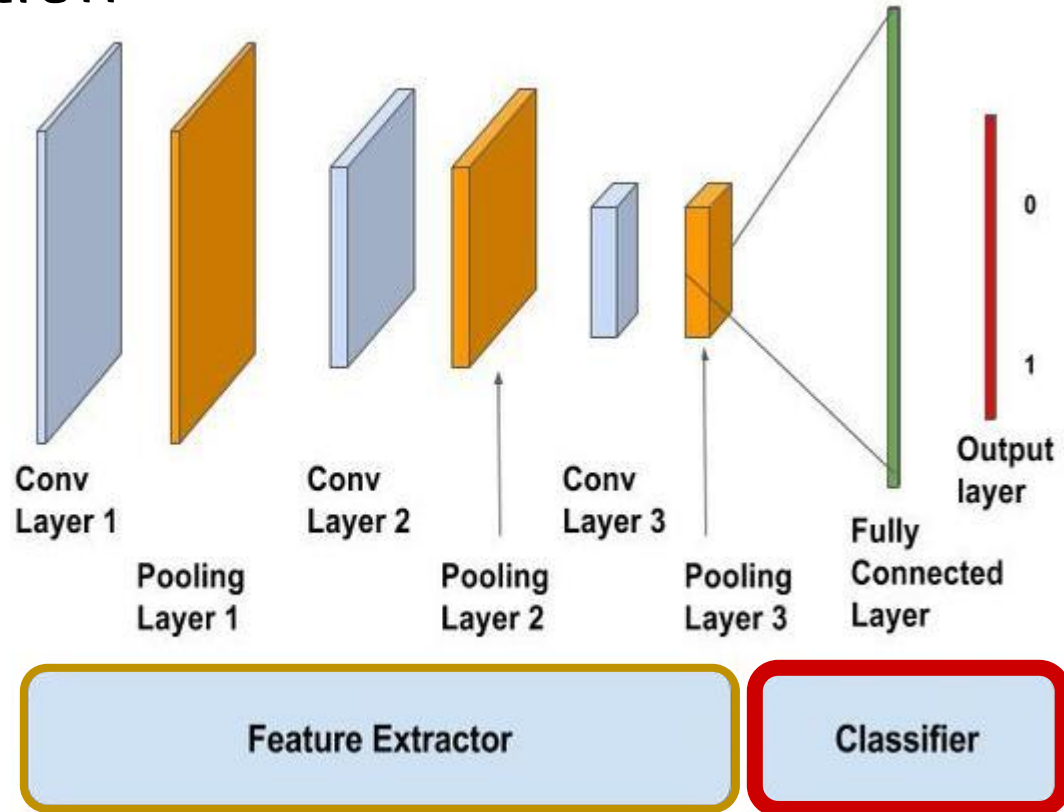 0
1
Output
layer
Conv
Layer 1
Conv
Layer 2
Conv
Layer 3
Fully
Connected
Layer
Pooling
Layer 1
Pooling
Layer 2
Pooling
Layer 3
Feature Extractor
Classifier